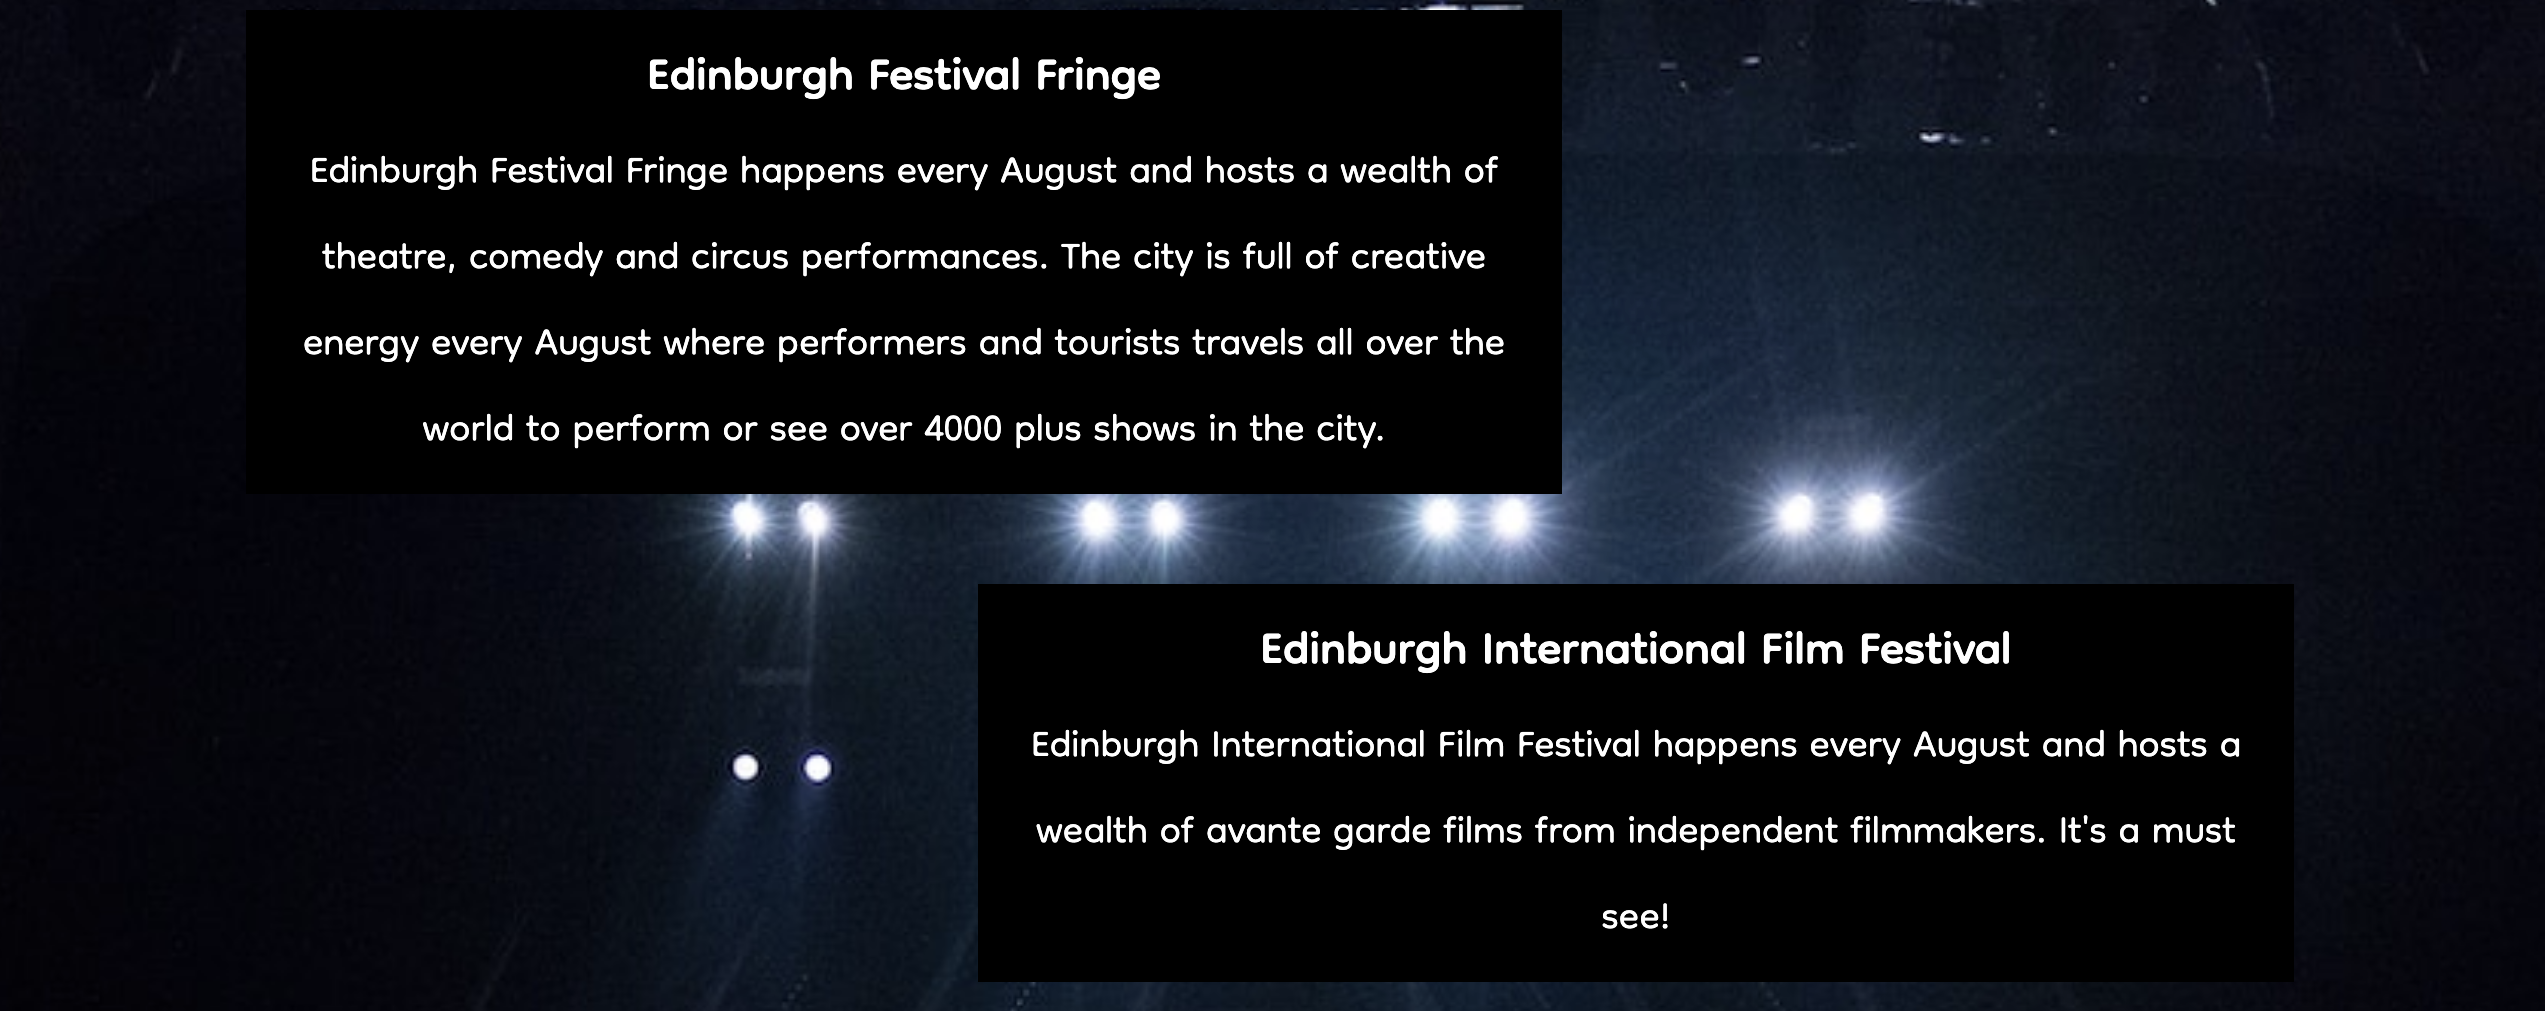 Edinburgh Festival Fringe
Edinburgh Festival Fringe happens every August and hosts a wealth of
theatre, comedy and circus performances. The city is full of creative
energy every August where performers and tourists travels all over the
world to perform or see over 4000 plus shows in the city.
Edinburgh International Film Festival
Edinburgh International Film Festival happens every August and hosts a
wealth of avante garde films from independent filmmakers. It's a must
see!